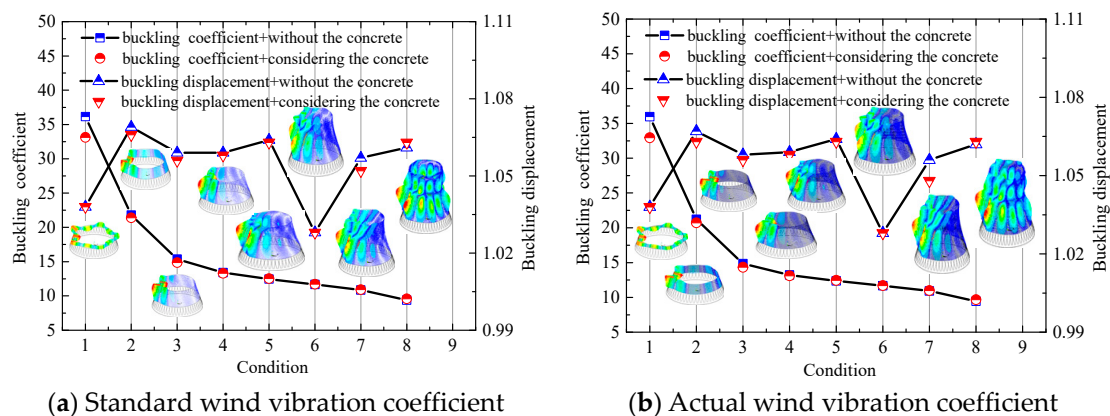 50
45
40
35
30
25
20
15
10
5
Buckling coefficient
buckling coefficient+without the concrete
buckling coefficient+considering the concrete
buckling displacement+without the concrete
buckling displacement+considering the concrete
1.11
1.08
1.05
1.02
0.99
Buckling displacement
1 2 3 4 5 6 7 8 9
Condition
(a) Standard wind vibration coefficient
50
45
40
35
30
25
20
15
10
5
Buckling coefficient
buckling coefficient+without the concrete
buckling coefficient+considering the concrete
buckling displacement+without the concrete
buckling displacement+considering the concrete
1.11
1.08
1.05
1.02
0.99
Buckling displacement
1 2 3 4 5 6 7 8 9
Condition
(b) Actual wind vibration coefficient